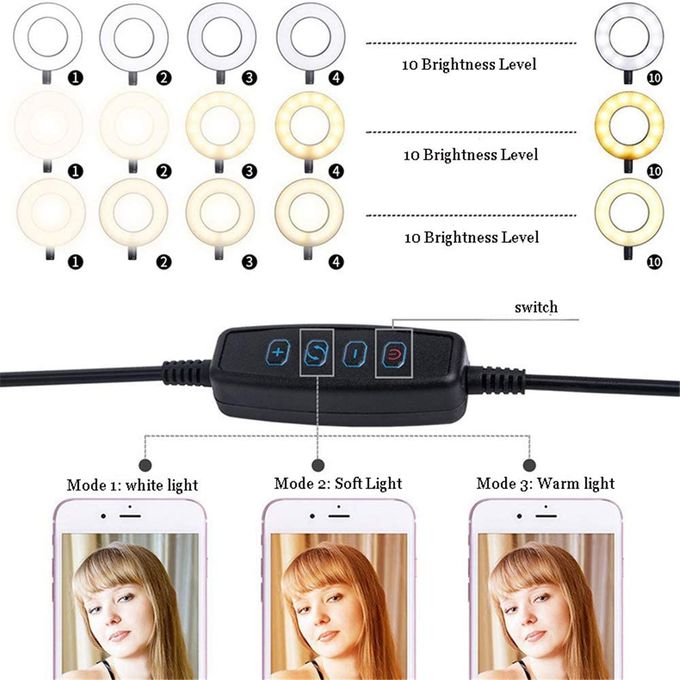 1 2 3 4 10 Brightness Level 10
1 2 3 4 10 Brightness Level 10
1 2 3 4 10 Brightness Level 10
switch
+ −
Mode 1: white light
Mode 2: Soft Light
Mode 3: Warm light